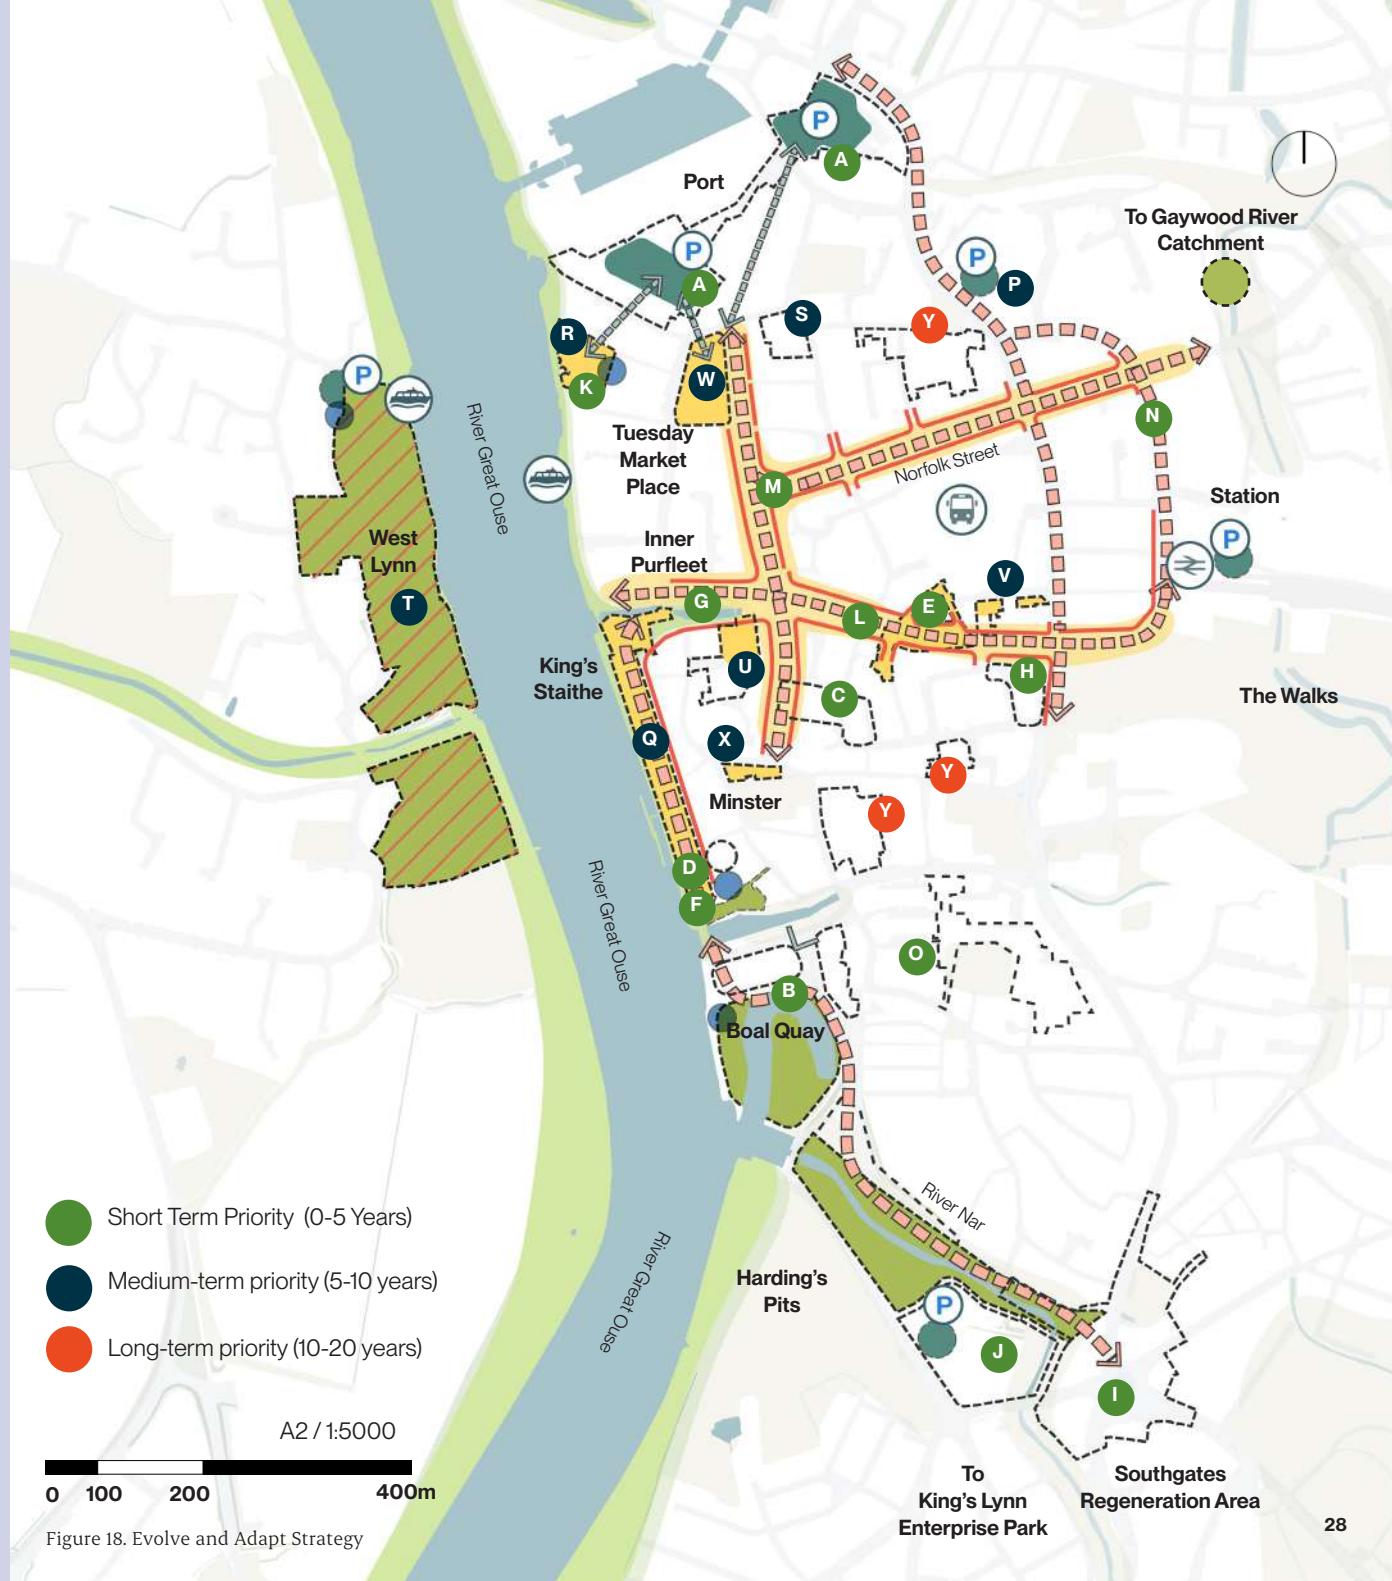 P
A
Port
To Gaywood River
Catchment
P
A
P
P
R
S
Y
K
W
P
N
Tuesday
Market
Place
River Great Ouse
M
Norfolk Street
Station
P
West
Lynn
T
Inner
Purfleet
G
L
E
V
King's
Staithe
U
C
H
The Walks
Q
X
Minster
Y
Y
D
F
River Great Ouse
O
B
Boal Quay
River Nar
Short Term Priority (0-5 Years)
Medium-term priority (5-10 years)
Long-term priority (10-20 years)
River Great Ouse
Harding's
Pits
P
J
I
A2 / 1:5000
0 100 200 400m
To
King's Lynn
Enterprise Park
Southgates
Regeneration Area
Figure 18. Evolve and Adapt Strategy
28